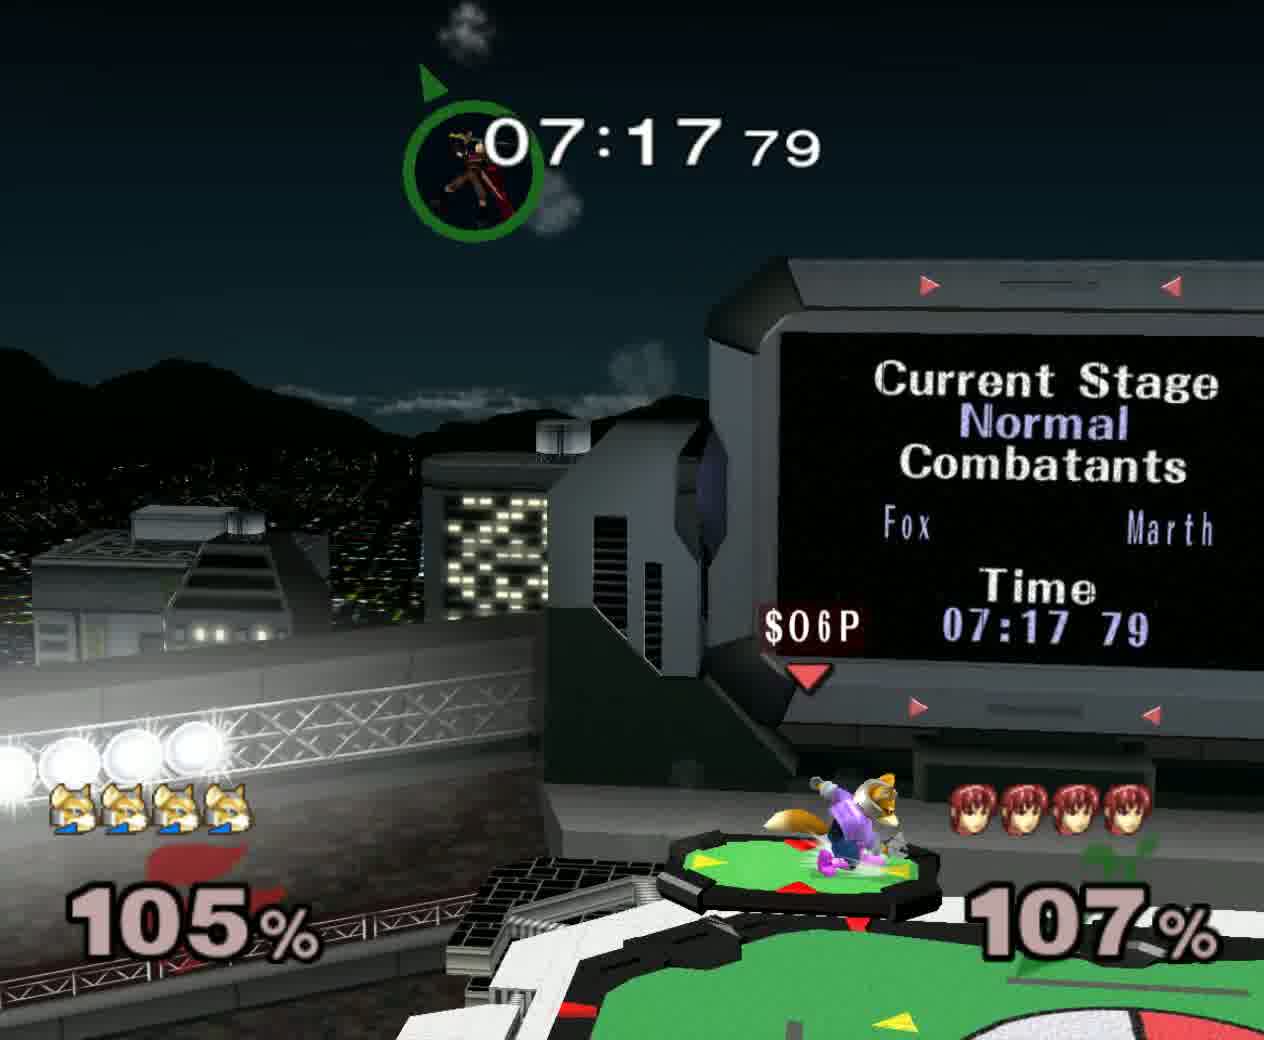 07:17 79
Current Stage
Normal
Combatants
Fox Marth
Time
$06P
07:17 79
105%
107%